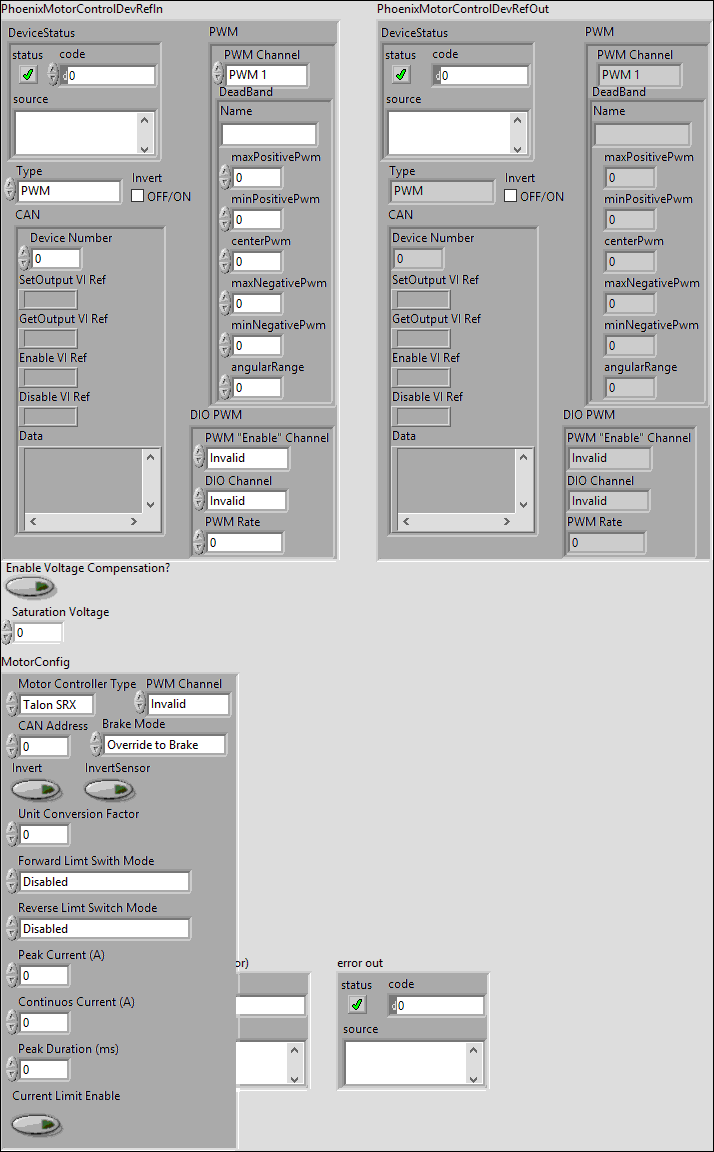 PhoenixMotorControlDevRefIn
DeviceStatus
status code
d 0
source
Type
PWM
Invert
OFF/ON
CAN
Device Number
0
SetOutput VI Ref
GetOutput VI Ref
Enable VI Ref
Disable VI Ref
Data
PWM
PWM Channel
PWM 1
DeadBand
Name
maxPositivePwm
0
minPositivePwm
0
centerPwm
0
maxNegativePwm
0
minNegativePwm
0
angularRange
0
DIO PWM
PWM "Enable" Channel
Invalid
DIO Channel
Invalid
PWM Rate
0
PhoenixMotorControlDevRefOut
DeviceStatus
status code
d 0
source
Type
PWM
Invert
OFF/ON
CAN
Device Number
0
SetOutput VI Ref
GetOutput VI Ref
Enable VI Ref
Disable VI Ref
Data
PWM
PWM Channel
PWM 1
DeadBand
Name
maxPositivePwm
0
minPositivePwm
0
centerPwm
0
maxNegativePwm
0
minNegativePwm
0
angularRange
0
DIO PWM
PWM "Enable" Channel
Invalid
DIO Channel
Invalid
PWM Rate
0
Enable Voltage Compensation?
Saturation Voltage
0
MotorConfig
Motor Controller Type PWM Channel
Talon SRX Invalid
CAN Address Brake Mode
0 Override to Brake
Invert InvertSensor
Unit Conversion Factor
0
Forward Limt Swith Mode
Disabled
Reverse Limt Switch Mode
Disabled
Peak Current (A)
0
Continuos Current (A)
0
Peak Duration (ms)
0
Current Limit Enable
or)
error out
status code
d 0
source